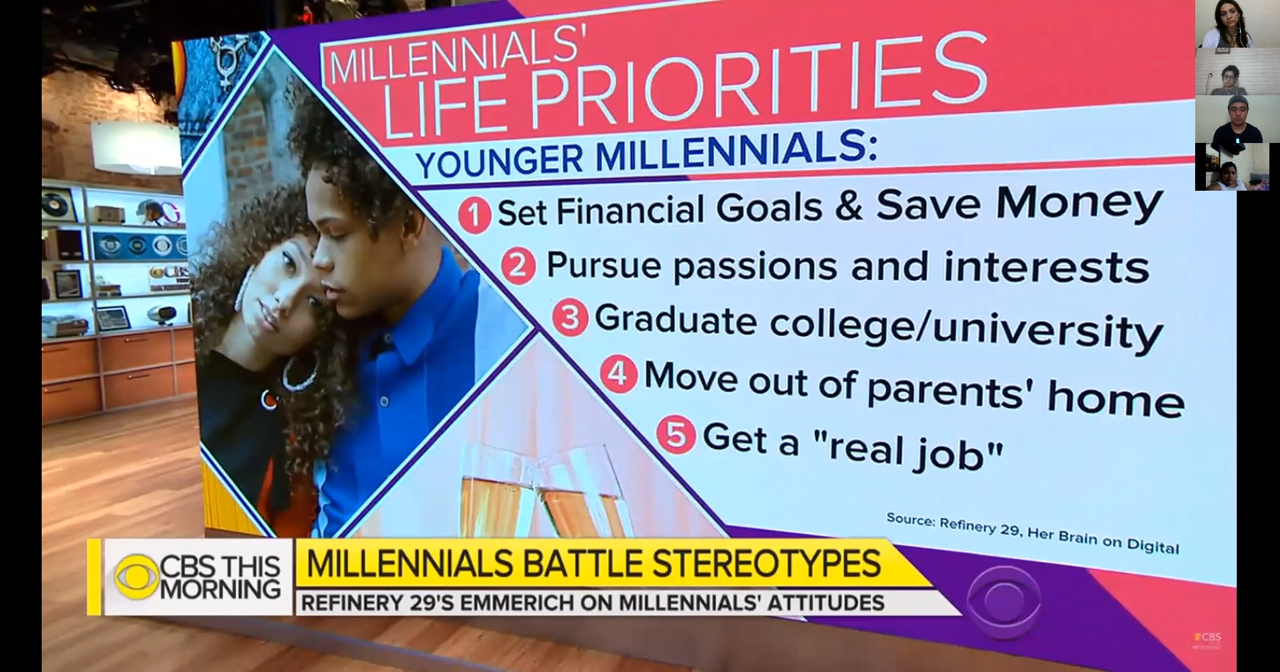 MILLENNIALS'
LIFE PRIORITIES
YOUNGER MILLENNIALS:
1 Set Financial Goals & Save Money
2 Pursue passions and interests
3 Graduate college/university
4 Move out of parents' home
5 Get a "real job"
Source: Refinery 29, Her Brain on Digital
CBS THIS
MORNING
MILLENNIALS BATTLE STEREOTYPES
REFINERY 29'S EMMERICH ON MILLENNIALS' ATTITUDES
CBS
CBS